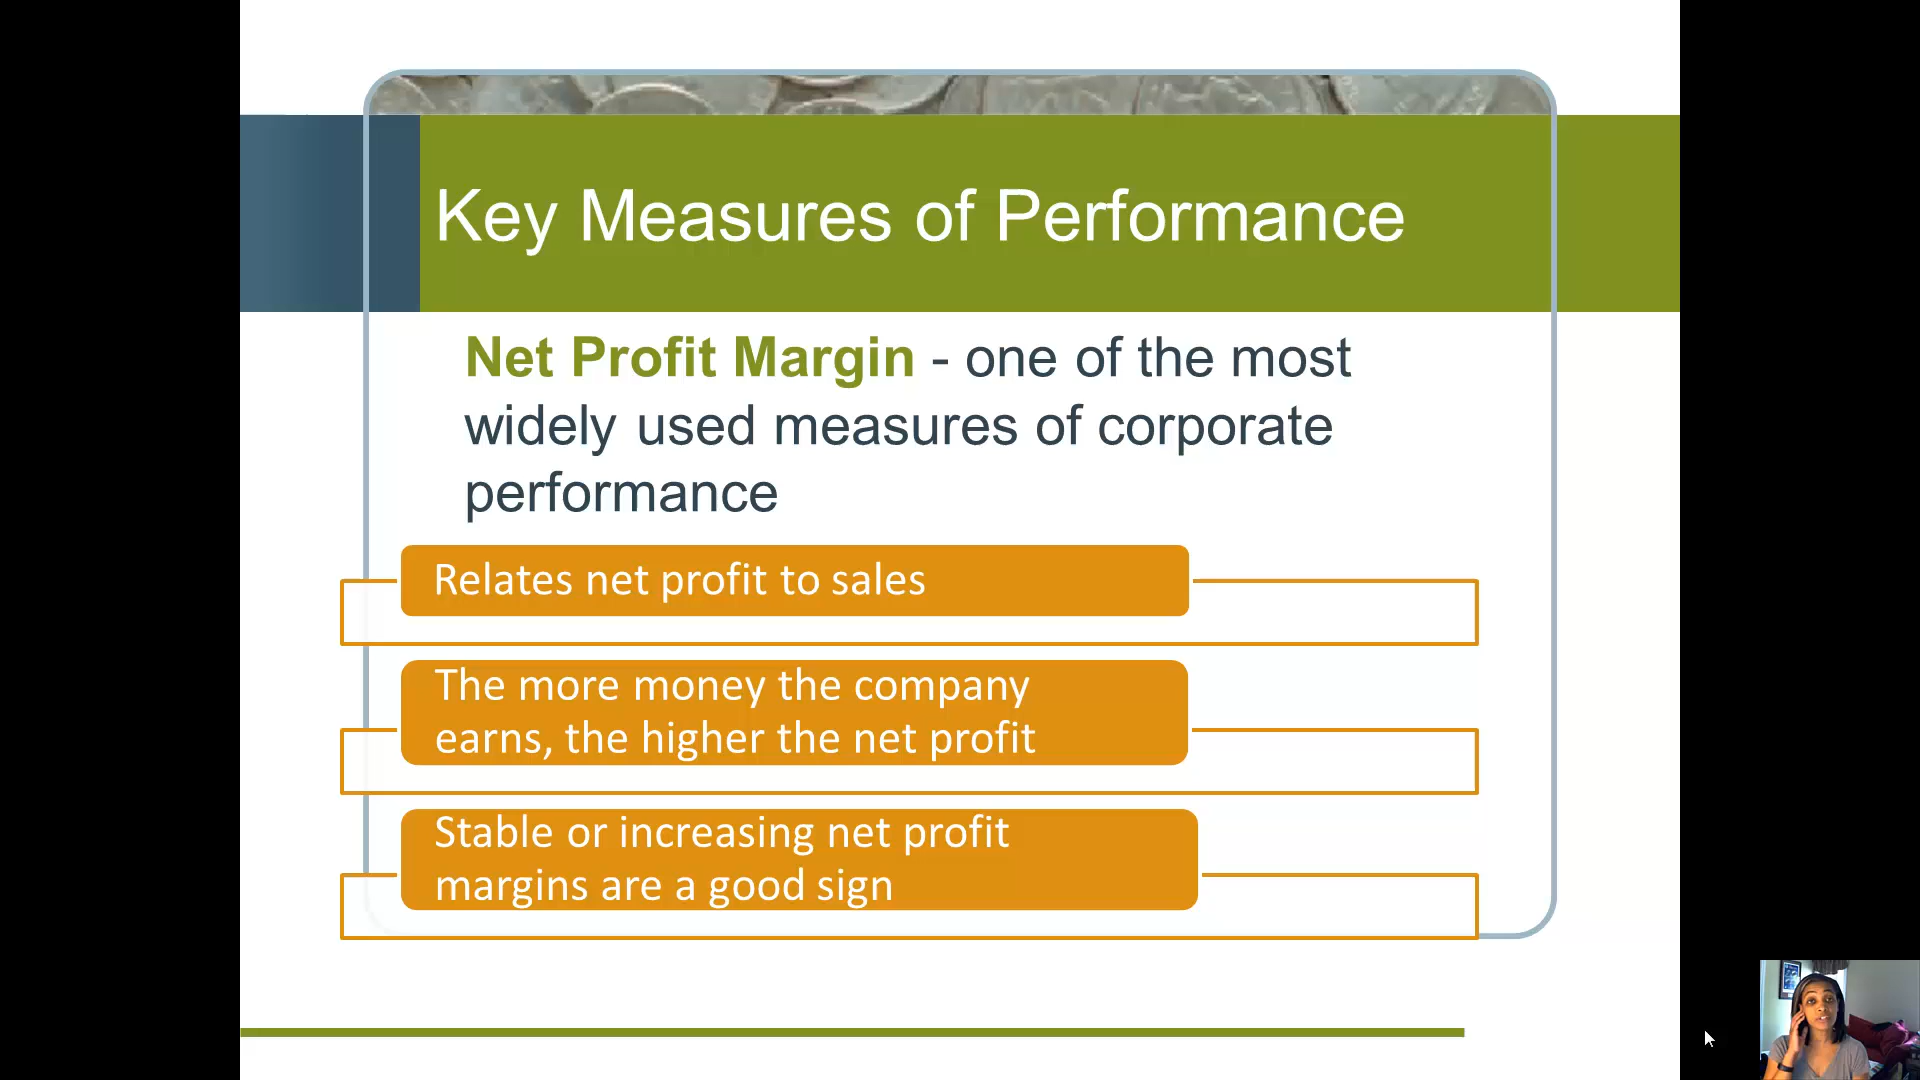 Key Measures of Performance
Net Profit Margin - one of the most
widely used measures of corporate
performance
Relates net profit to sales
The more money the company
earns, the higher the net profit
Stable or increasing net profit
margins are a good sign